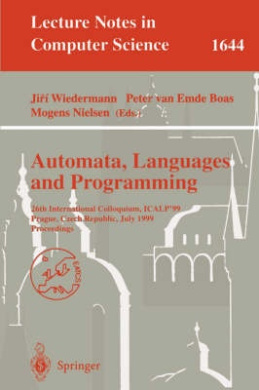 Lecture Notes in
Computer Science 1644
Jiří Wiedermann Peter van Emde Boas
Mogens Nielsen (Eds.)
Automata, Languages
and Programming
26th International Colloquium, ICALP'99
Prague, Czech Republic, July 1999
Proceedings
EATCS
Springer